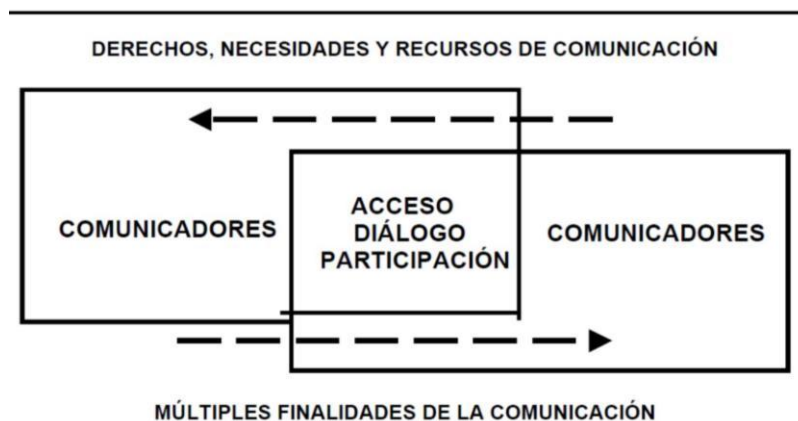 DERECHOS, NECESIDADES Y RECURSOS DE COMUNICACIÓN
COMUNICADORES
ACCESO
DIÁLOGO
PARTICIPACIÓN
COMUNICADORES
MÚLTIPLES FINALIDADES DE LA COMUNICACIÓN